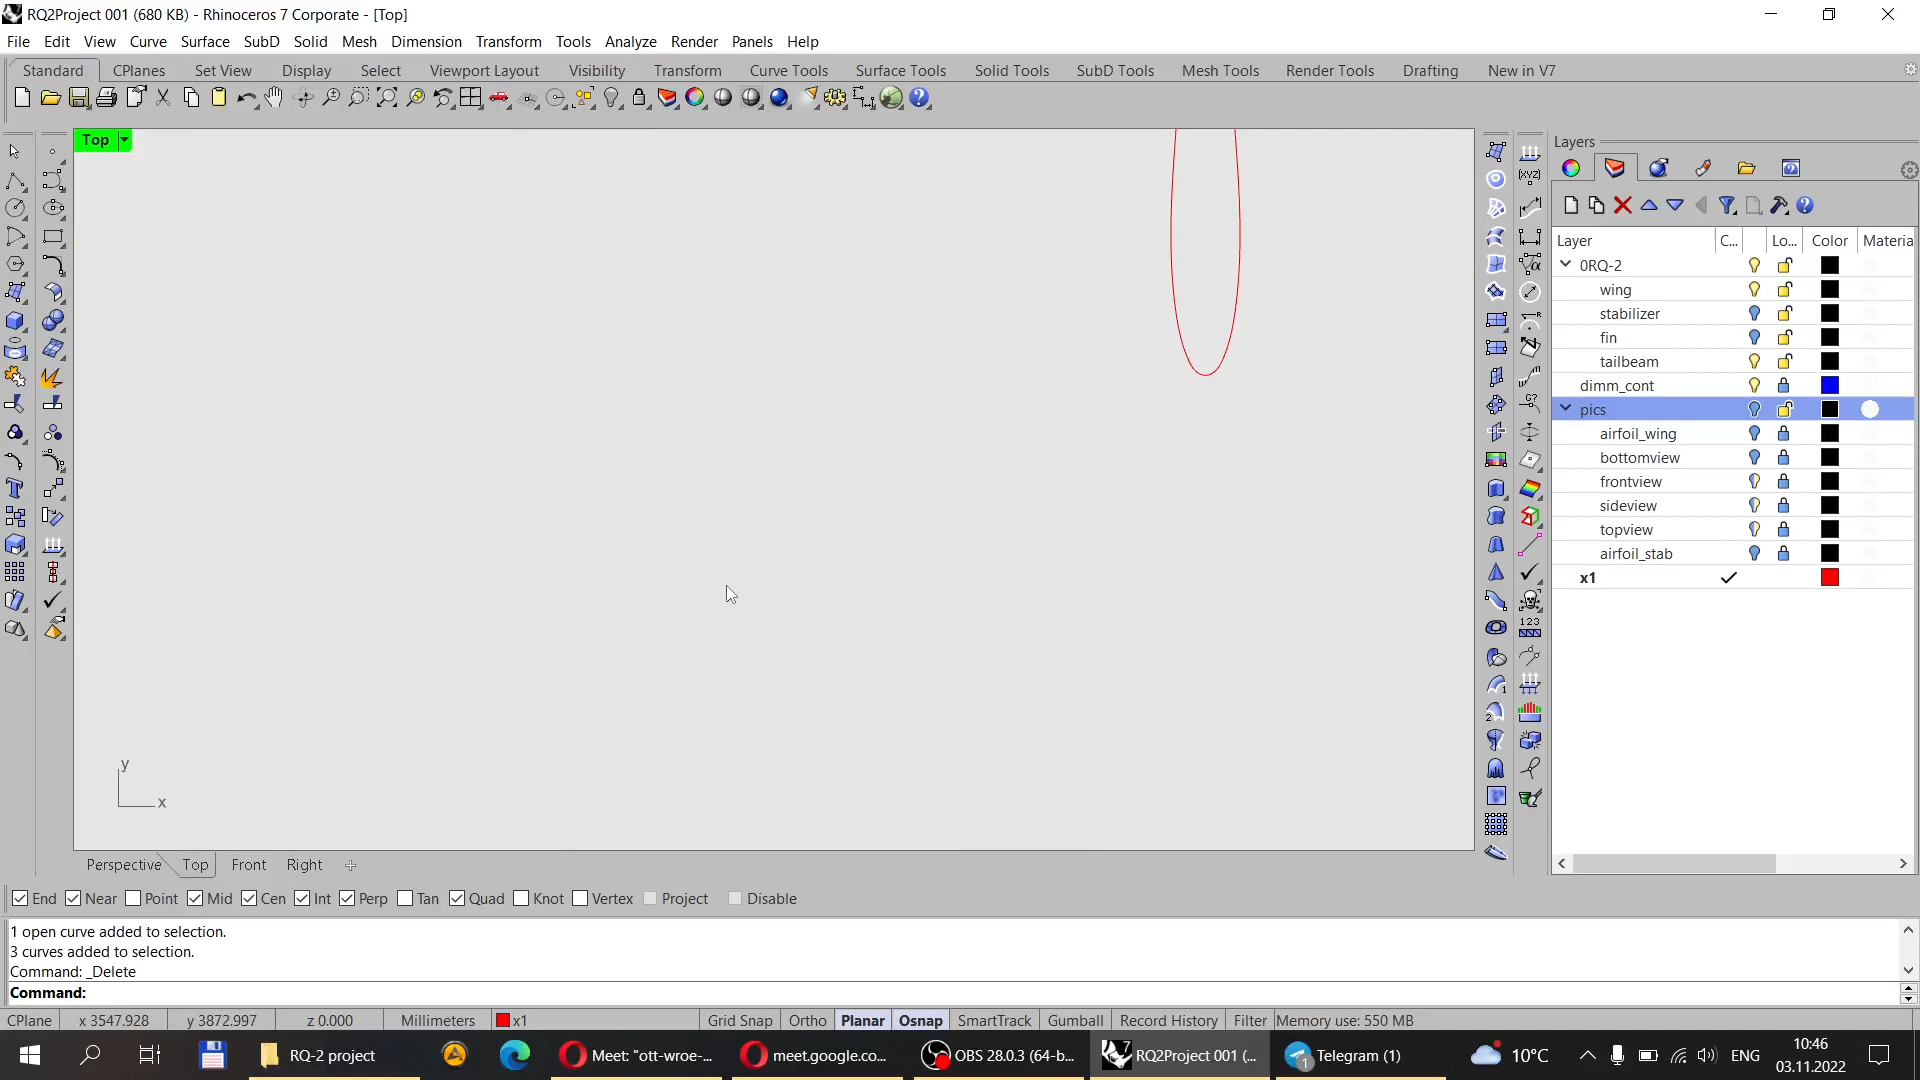 RQ2Project 001 (680 KB) - Rhinoceros 7 Corporate - [Top]
File Edit View Curve Surface SubD Solid Mesh Dimension Transform Tools Analyze Render Panels Help
Standard CPlanes Set View Display Select Viewport Layout Visibility Transform Curve Tools Surface Tools Solid Tools SubD Tools Mesh Tools Render Tools Drafting New in V7
Top
Layers
Layer C... Lo... Color Materia
0RQ-2
wing
stabilizer
fin
tailbeam
dimm_cont
pics
airfoil_wing
bottomview
frontview
sideview
topview
airfoil_stab
x1
y
x
Perspective Top Front Right
End Near Point Mid Cen Int Perp Tan Quad Knot Vertex Project Disable
1 open curve added to selection.
3 curves added to selection.
Command: _Delete
Command:
CPlane x 3547.928 y 3872.997 z 0.000 Millimeters x1 Grid Snap Ortho Planar Osnap SmartTrack Gumball Record History Filter Memory use: 550 MB
RQ-2 project Meet: "ott-wroe-... meet.google.co... OBS 28.0.3 (64-b... RQ2Project 001 (... Telegram (1) 10°C ENG 10:46
03.11.2022